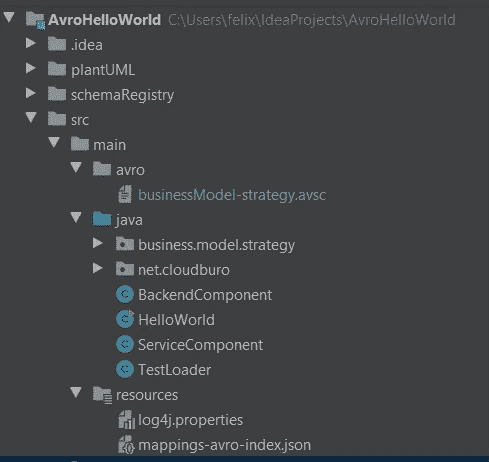 AvroHelloWorld C:\Users\felix\IdeaProjects\AvroHelloWorld
.idea
plantUML
schemaRegistry
src
main
avro
businessModel-strategy.avsc
java
business.model.strategy
net.cloudburo
BackendComponent
HelloWorld
ServiceComponent
TestLoader
resources
log4j.properties
mappings-avro-index.json